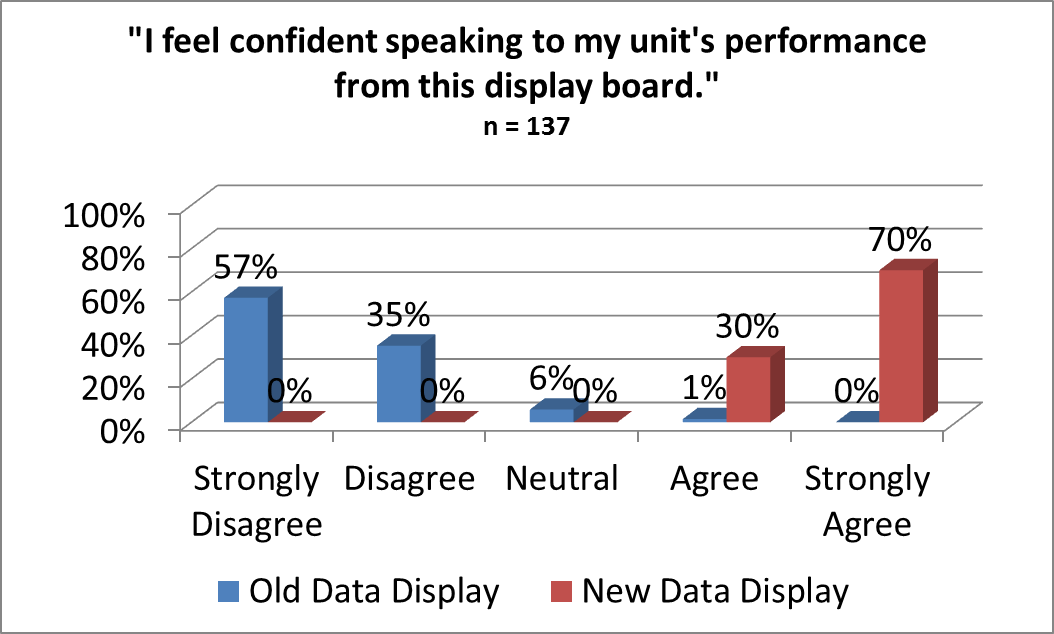 "I feel confident speaking to my unit's performance
from this display board."
n = 137
100%
80%
60%
40%
20%
0%
57%
0%
35%
0%
6%
0%
1%
30%
0%
70%
Strongly Disagree
Disagree
Neutral
Agree
Strongly Agree
Old Data Display
New Data Display